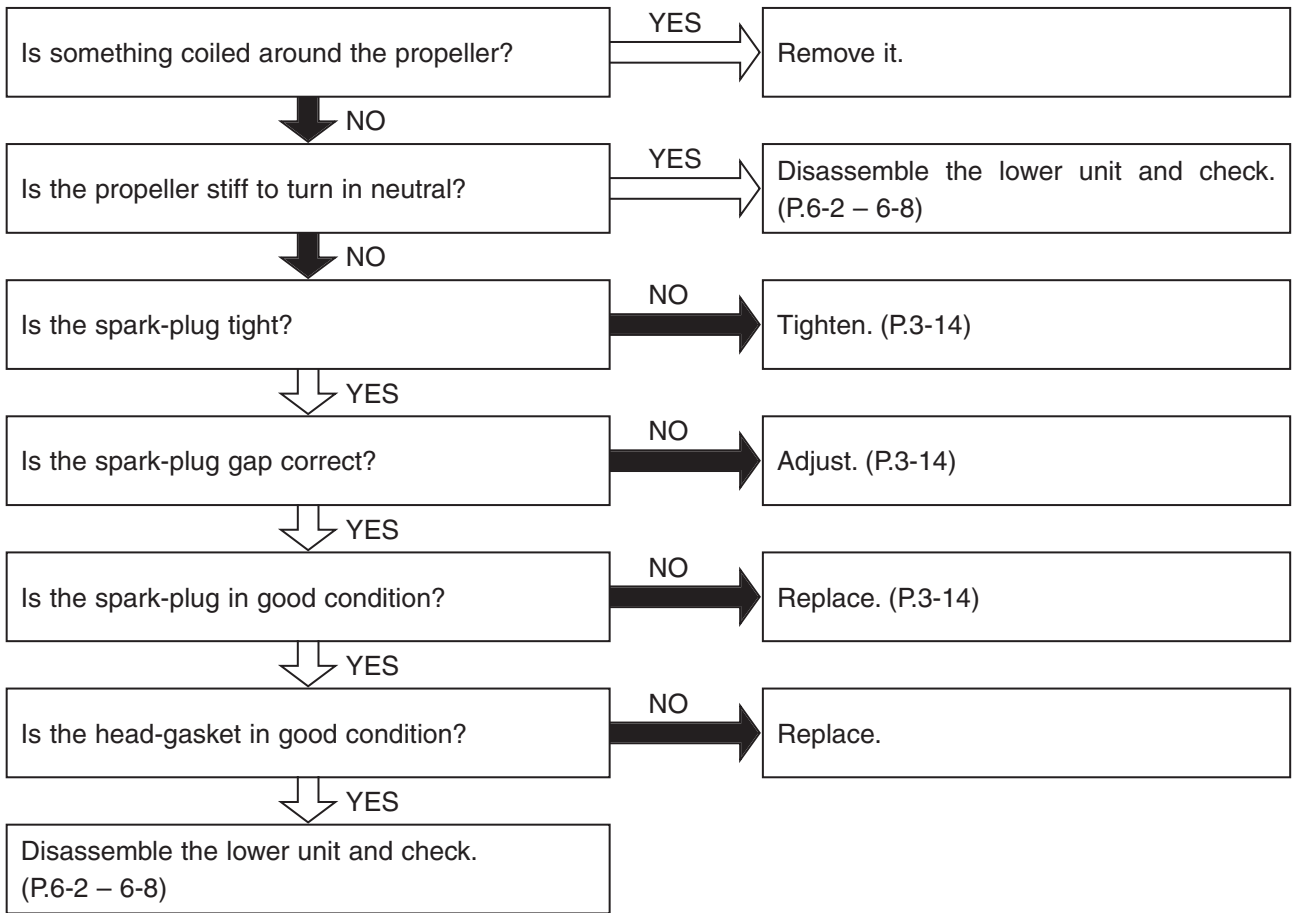 Is something coiled around the propeller?
YES
Remove it.
NO
Is the propeller stiff to turn in neutral?
YES
Disassemble the lower unit and check.
(P.6-2 – 6-8)
NO
Is the spark-plug tight?
NO
Tighten. (P.3-14)
YES
Is the spark-plug gap correct?
NO
Adjust. (P.3-14)
YES
Is the spark-plug in good condition?
NO
Replace. (P.3-14)
YES
Is the head-gasket in good condition?
NO
Replace.
YES
Disassemble the lower unit and check.
(P.6-2 – 6-8)